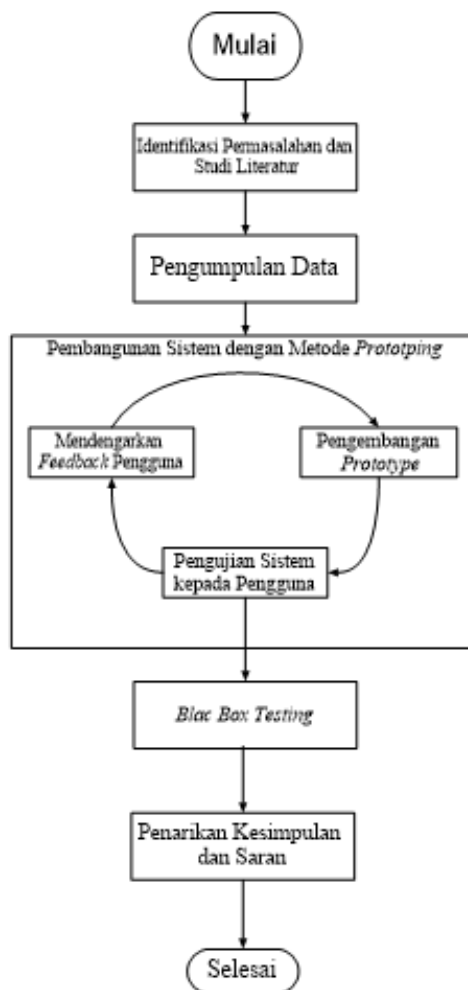 Mulai
Identifikasi Permasalahan dan
Studi Literatur
Pengumpulan Data
Pembangunan Sistem dengan Metode Prototping
Mendengarkan
Feedback Pengguna
Pengembangan
Prototype
Pengujian Sistem
kepada Pengguna
Blac Box Testing
Penarikan Kesimpulan
dan Saran
Selesai